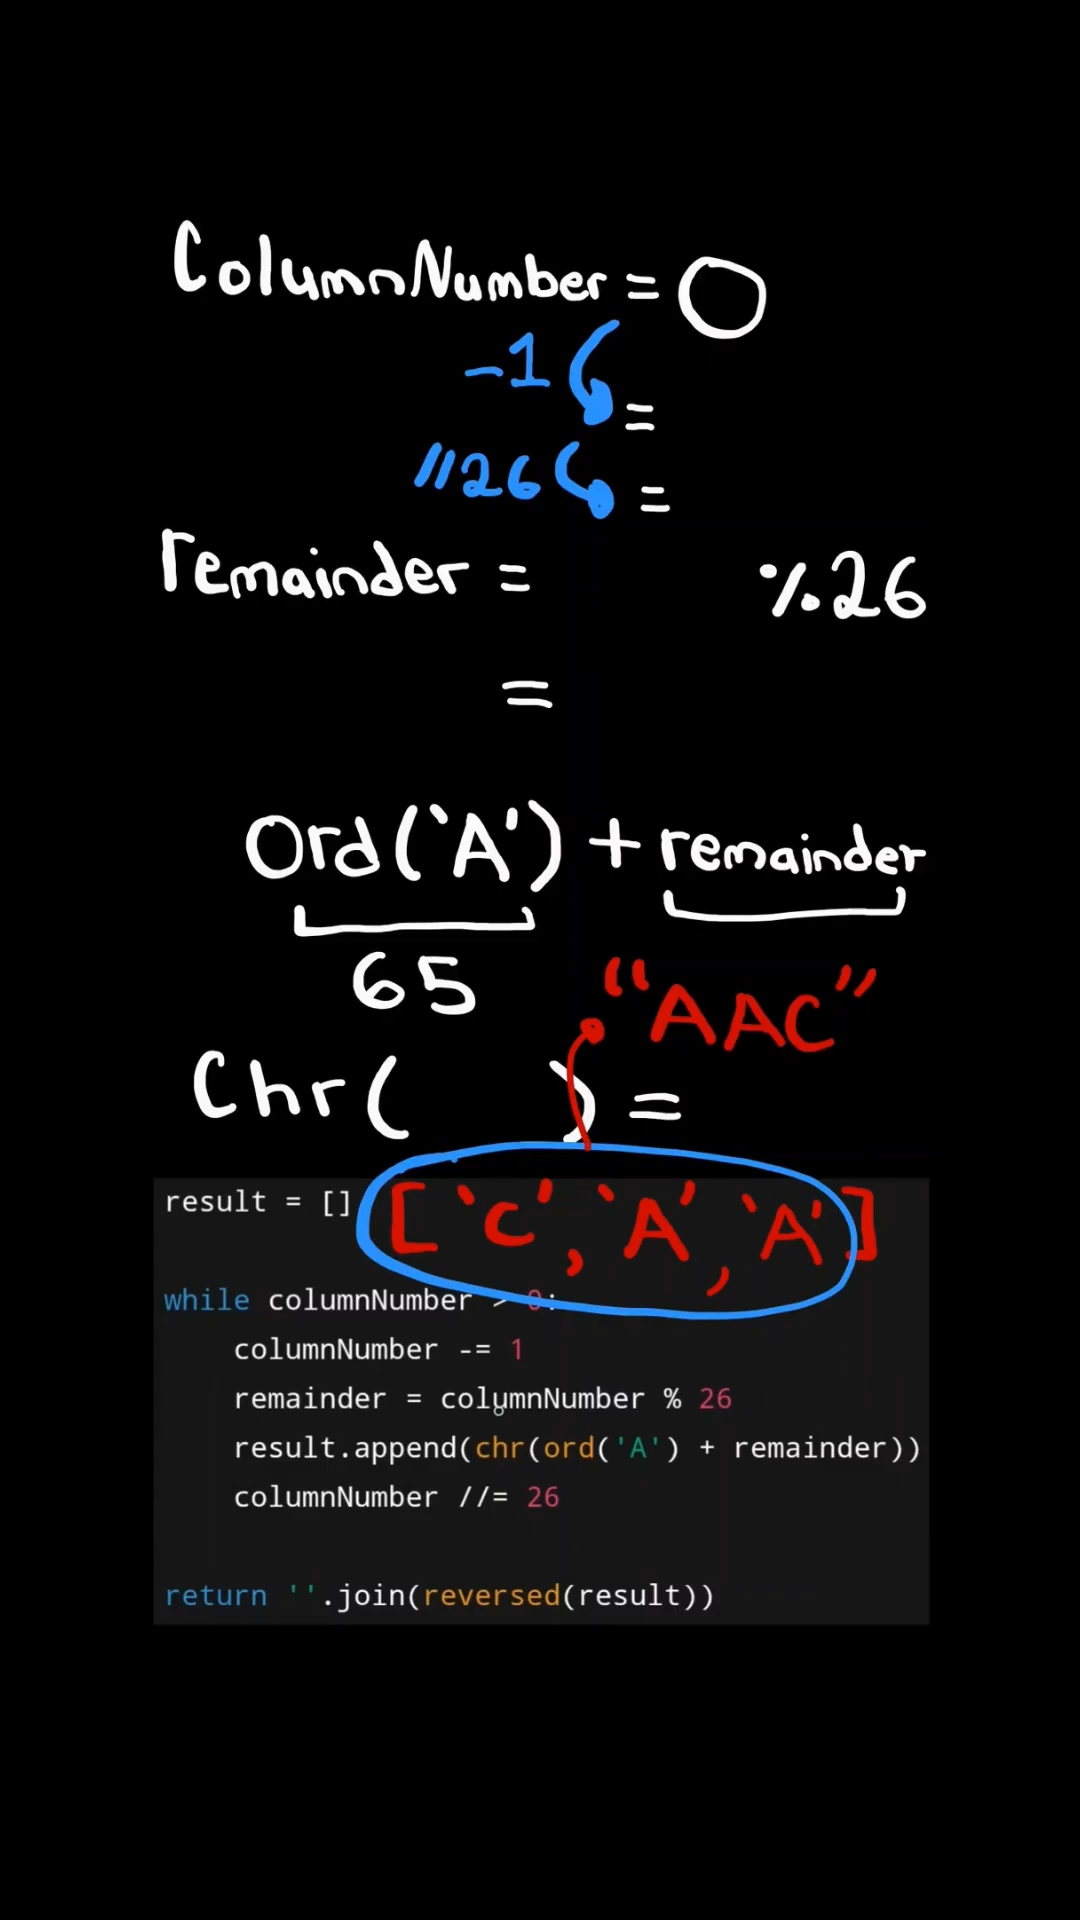 ColumnNumber = 0
-1
=
//26
=
remainder = %26
=
Ord('A') + remainder
65
"AAC"
Chr( ) =
result = [] ['C', 'A', 'A']
while columnNumber > 0:
columnNumber -= 1
remainder = columnNumber % 26
result.append(chr(ord('A') + remainder))
columnNumber //= 26
return ''.join(reversed(result))